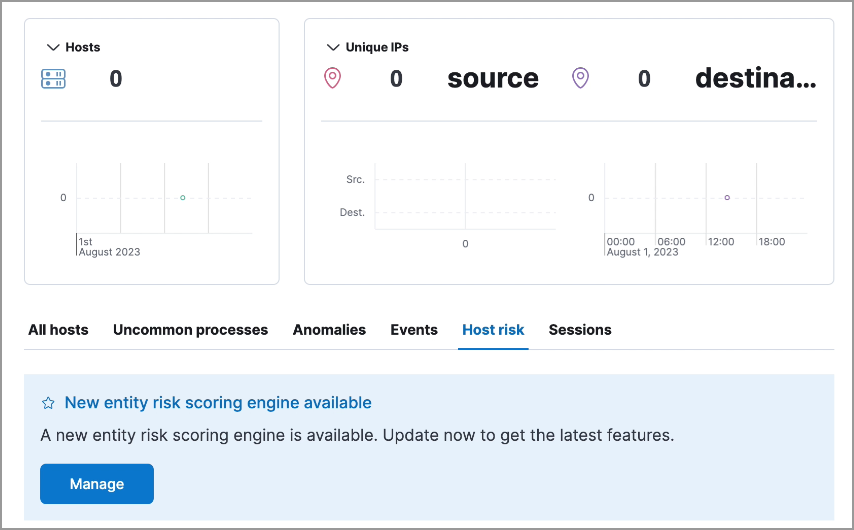 Hosts
0
0
1st
August 2023
Unique IPs
0 source
0 destina...
Src.
Dest.
0
0
00:00 06:00 12:00 18:00
August 1, 2023
All hosts Uncommon processes Anomalies Events Host risk Sessions
New entity risk scoring engine available
A new entity risk scoring engine is available. Update now to get the latest features.
Manage